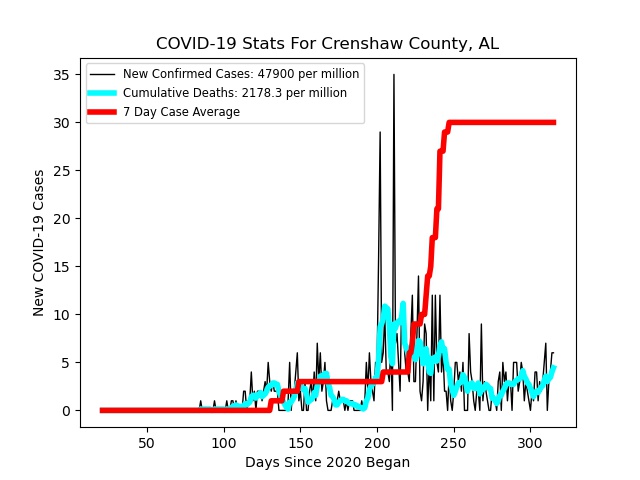 COVID-19 Stats For Crenshaw County, AL
New Confirmed Cases: 47900 per million
Cumulative Deaths: 2178.3 per million
7 Day Case Average
35
30
25
20
15
10
5
0
New COVID-19 Cases
50 100 150 200 250 300
Days Since 2020 Began